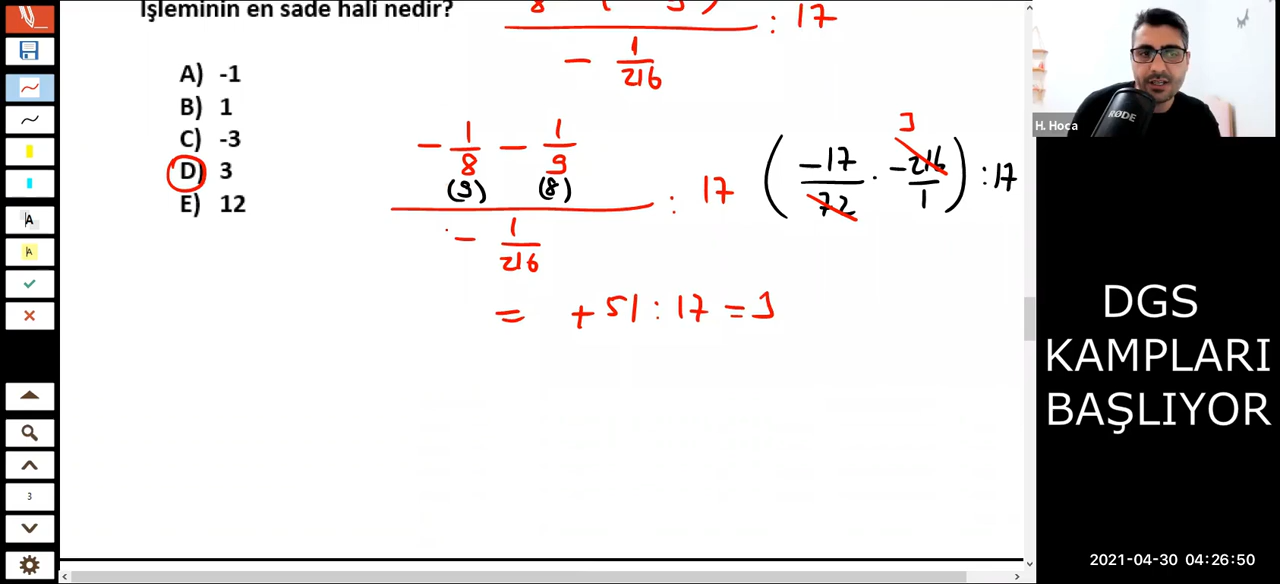 İşleminin en sade hali nedir?
A) -1
B) 1
C) -3
D) 3
E) 12
: 17
- 1/216
- 1/8 - 1/9
(9) (8)
- 1/216
: 17
( -17/72 . -216/1 ) : 17
3
= +51 : 17 = 3
H. Hoca
RØDE
DGS
KAMPLARI
BAŞLIYOR
2021-04-30 04:26:50
A
A
3